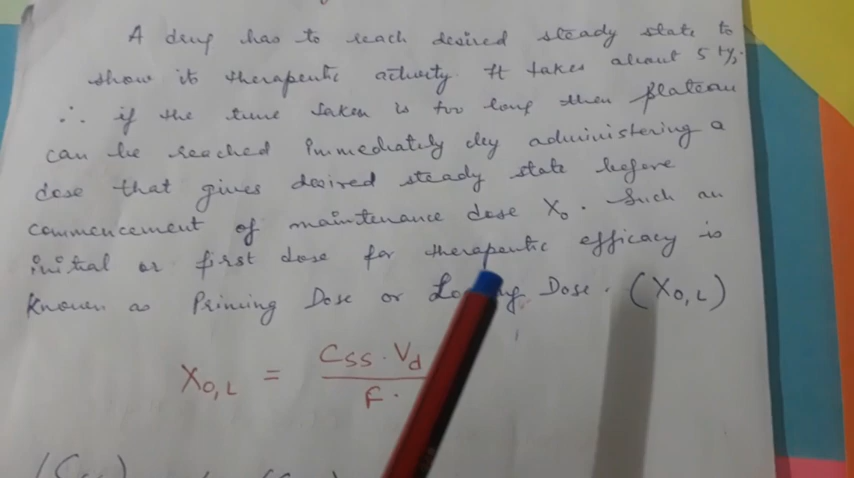 A drug has to reach desired steady state to
show its therapeutic activity. It takes about 5 t½.
∴ if the time taken is too long then plateau
can be reached immediately by administering a
dose that gives desired steady state before
commencement of maintenance dose X₀. Such an
initial or first dose for therapeutic efficacy is
known as Priming Dose or Dose. (X₀,L)
X₀,L = Css . Vd / F.
(Css)